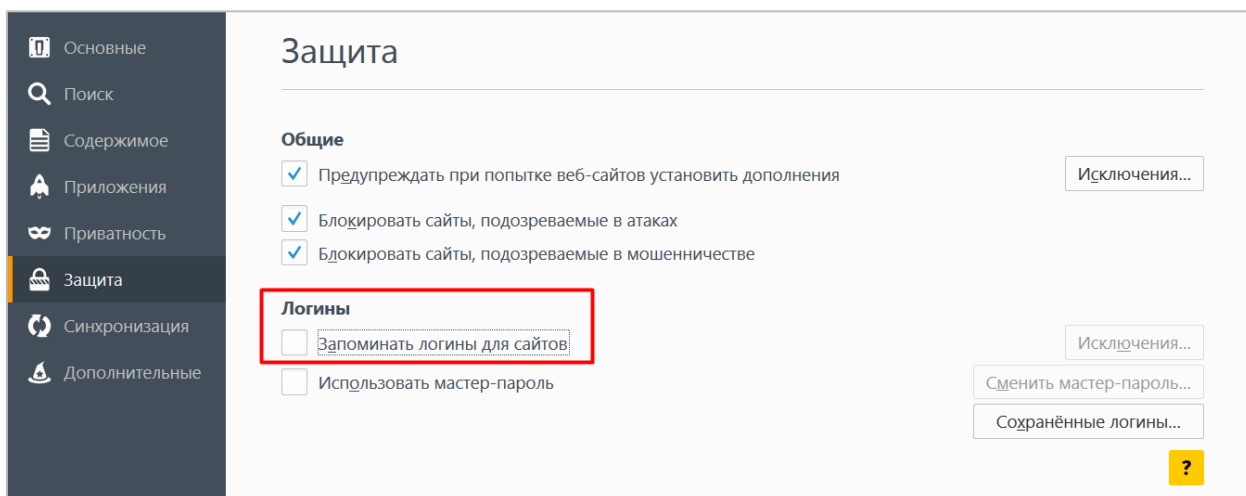 Основные
Поиск
Содержимое
Приложения
Приватность
Защита
Синхронизация
Дополнительные
Защита
Общие
Предупреждать при попытке веб-сайтов установить дополнения
Исключения...
Блокировать сайты, подозреваемые в атаках
Блокировать сайты, подозреваемые в мошенничестве
Логины
Запоминать логины для сайтов
Исключения...
Использовать мастер-пароль
Сменить мастер-пароль...
Сохранённые логины...
?